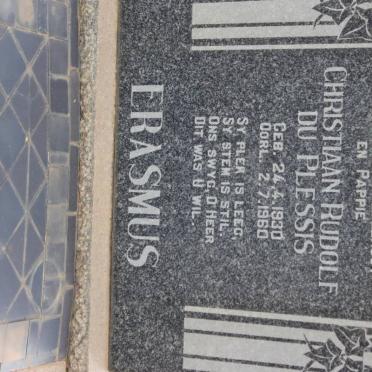 EN PAPPIE
CHRISTIAAN RUDOLF
DU PLESSIS
GEB. 24.4.1930
OORL. 2.7.1980
SY PLEK IS LEEG
SY STEM IS STIL.
ONS SWYG O HEER
DIT WAS U WIL.
ERASMUS